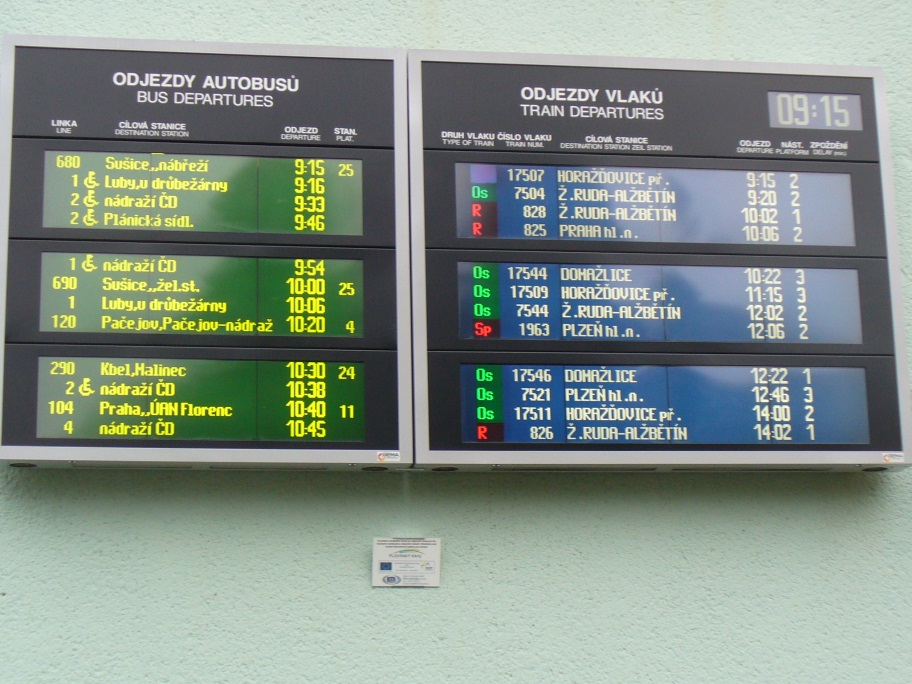 ODJEZDY AUTOBUSŮ
BUS DEPARTURES
LINKA CÍLOVÁ STANICE ODJEZD STAN.
LINE DESTINATION STATION DEPARTURE PLAT.
680 Sušice,,nábřeží 9:15 25
1 Luby,u drůbežárny 9:16
2 nádraží ČD 9:33
2 Plánická sídl. 9:46
1 nádraží ČD 9:54
690 Sušice,,žel.st. 10:00 25
1 Luby,u drůbežárny 10:06
120 Pačejov,Pačejov-nádraž 10:20 4
290 Kbel,Malinec 10:30 24
2 nádraží ČD 10:38
104 Praha,,ÚAN Florenc 10:40 11
4 nádraží ČD 10:45
ODJEZDY VLAKŮ
TRAIN DEPARTURES
09:15
DRUH VLAKU ČÍSLO VLAKU CÍLOVÁ STANICE ODJEZD NÁST. ZPOŽDĚNÍ
TYPE OF TRAIN TRAIN NUM. DESTINATION STATION ZEIL STATION DEPARTURE PLATFORM DELAY (min)
17507 HORAŽĎOVICE př. 9:15 2
Os 7504 Ž.RUDA-ALŽBĚTÍN 9:20 2
R 828 Ž.RUDA-ALŽBĚTÍN 10:02 1
R 825 PRAHA hl.n. 10:06 2
Os 17544 DOMAŽLICE 10:22 3
Os 17509 HORAŽĎOVICE př. 11:15 3
Os 7544 Ž.RUDA-ALŽBĚTÍN 12:02 2
Sp 1963 PLZEŇ hl.n. 12:06 2
Os 17546 DOMAŽLICE 12:22 1
Os 7521 PLZEŇ hl.n. 12:46 3
Os 17511 HORAŽĎOVICE př. 14:00 2
R 826 Ž.RUDA-ALŽBĚTÍN 14:02 1
PLZEŇSKÝ KRAJ